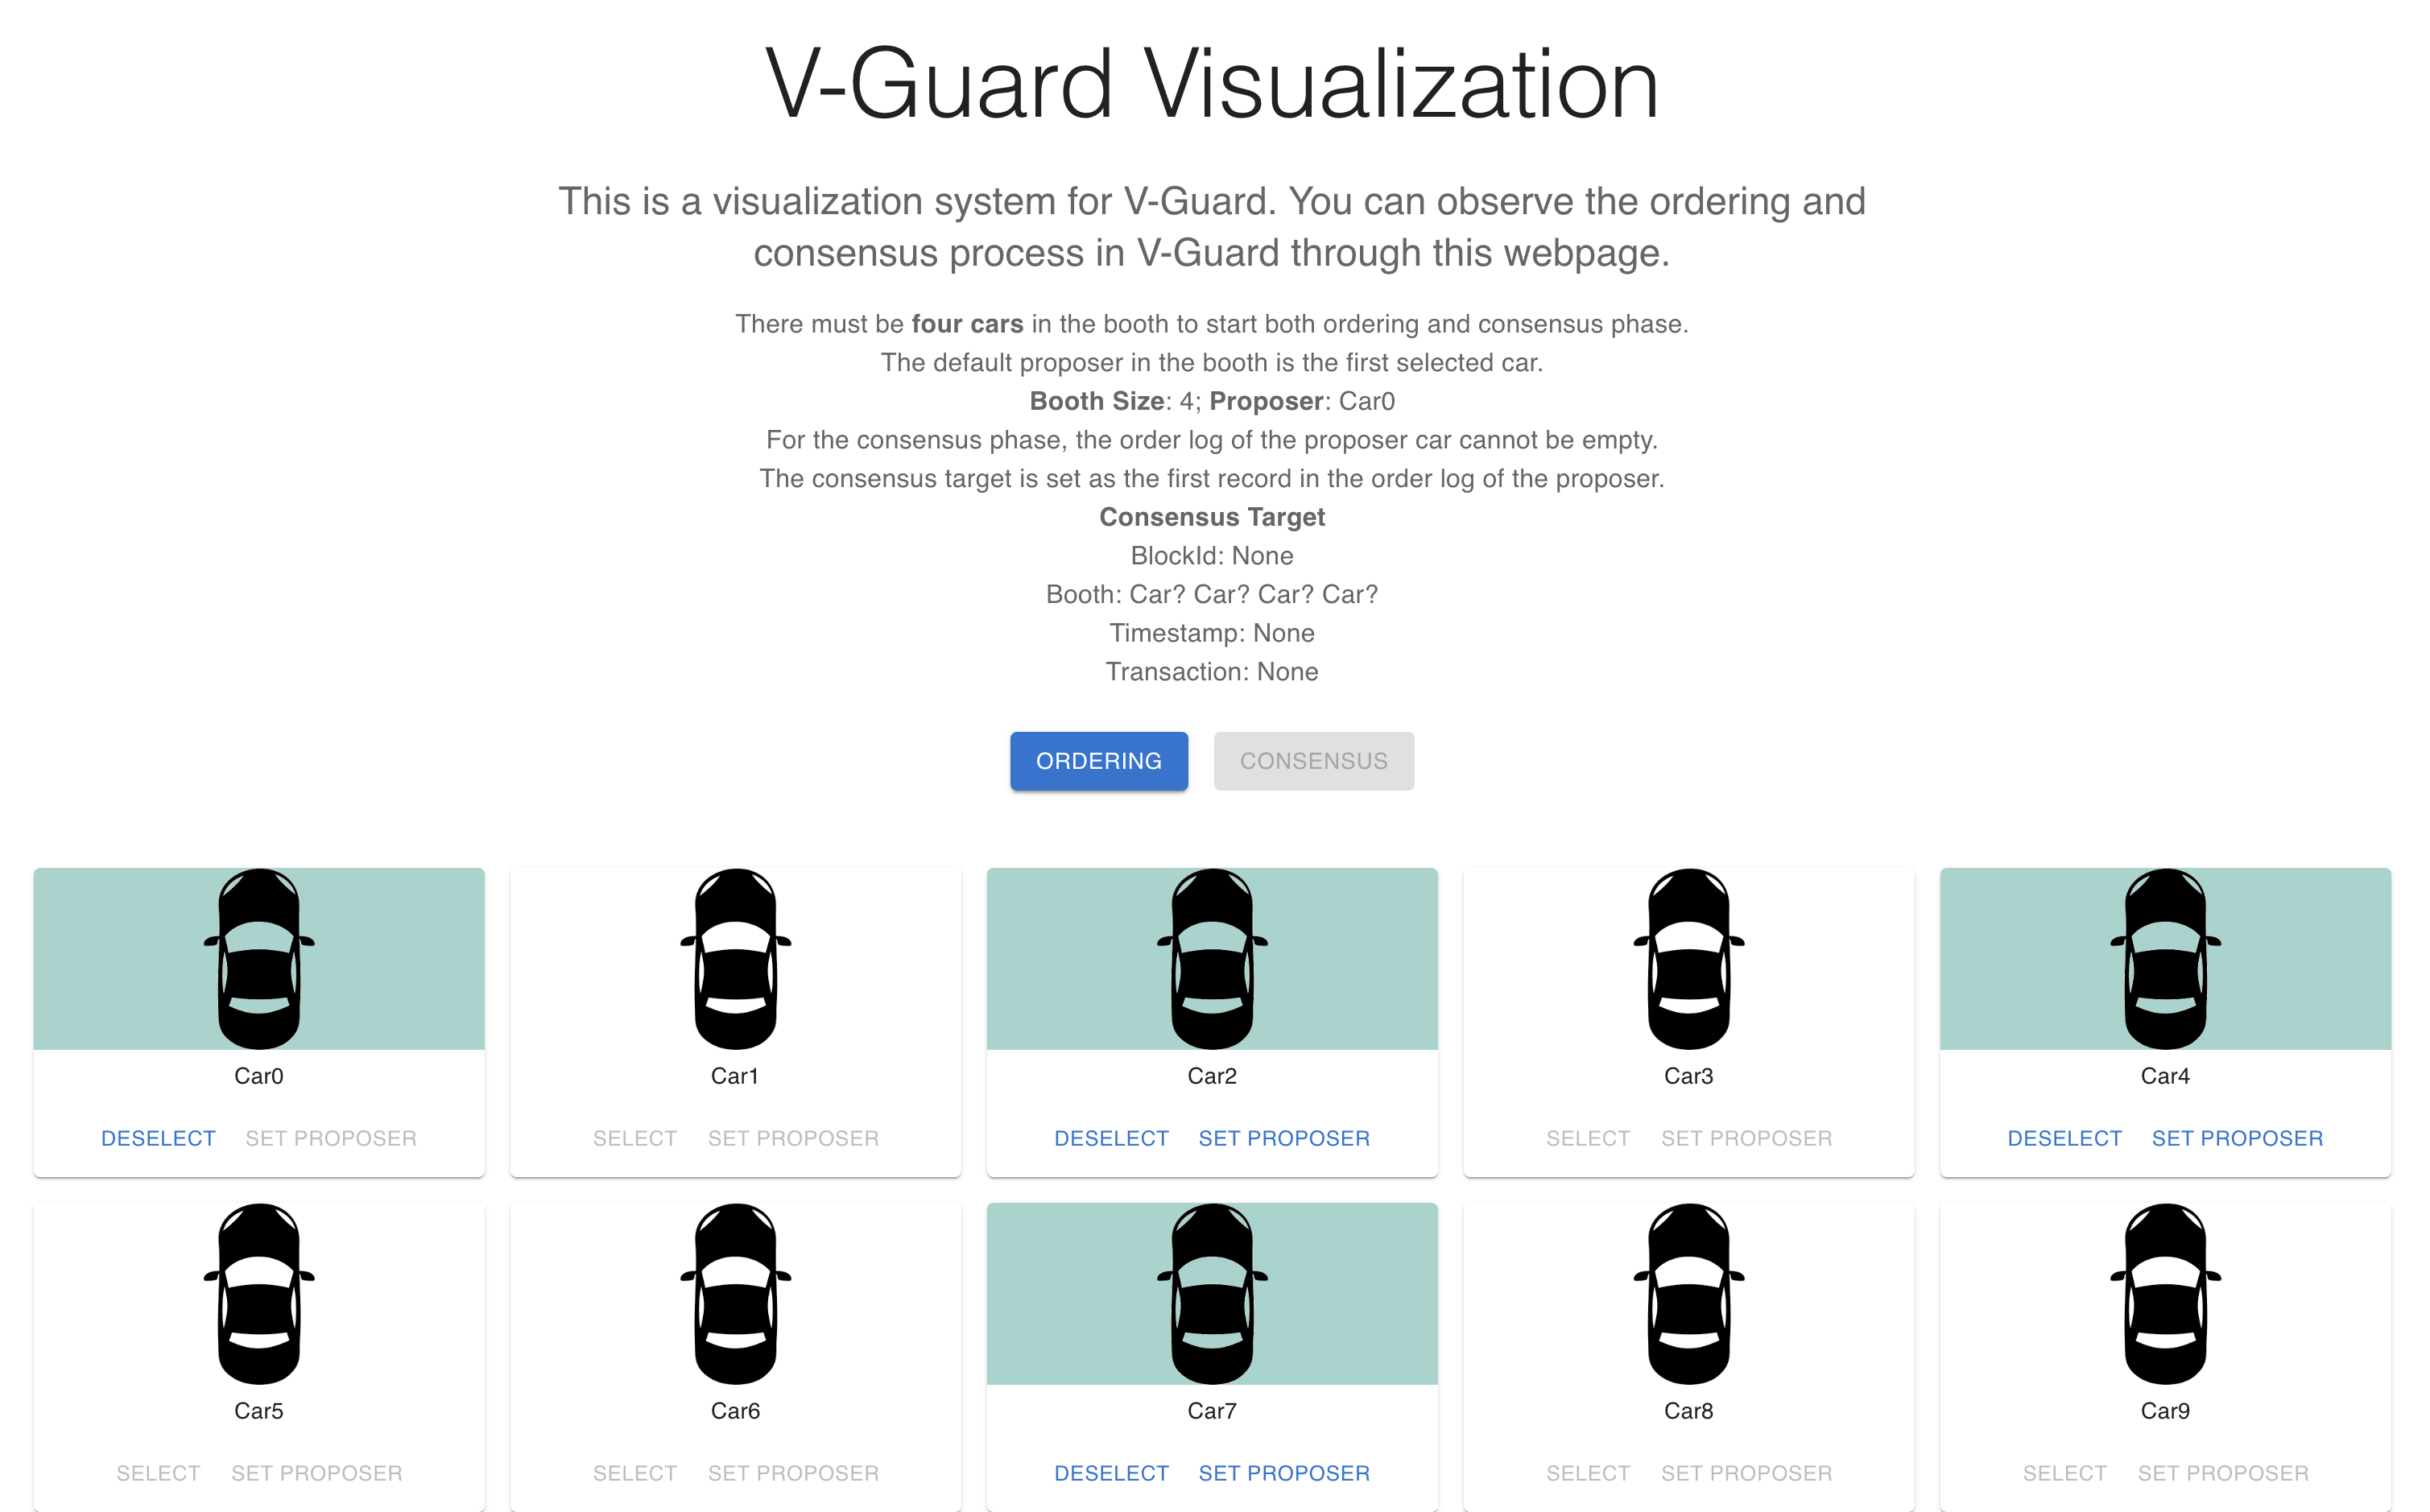 V-Guard Visualization
This is a visualization system for V-Guard. You can observe the ordering and
consensus process in V-Guard through this webpage.
There must be four cars in the booth to start both ordering and consensus phase.
The default proposer in the booth is the first selected car.
Booth Size: 4; Proposer: Car0
For the consensus phase, the order log of the proposer car cannot be empty.
The consensus target is set as the first record in the order log of the proposer.
Consensus Target
BlockId: None
Booth: Car? Car? Car? Car?
Timestamp: None
Transaction: None
ORDERING CONSENSUS
Car0 Car1 Car2 Car3 Car4
DESELECT SET PROPOSER SELECT SET PROPOSER DESELECT SET PROPOSER SELECT SET PROPOSER DESELECT SET PROPOSER
Car5 Car6 Car7 Car8 Car9
SELECT SET PROPOSER SELECT SET PROPOSER DESELECT SET PROPOSER SELECT SET PROPOSER SELECT SET PROPOSER